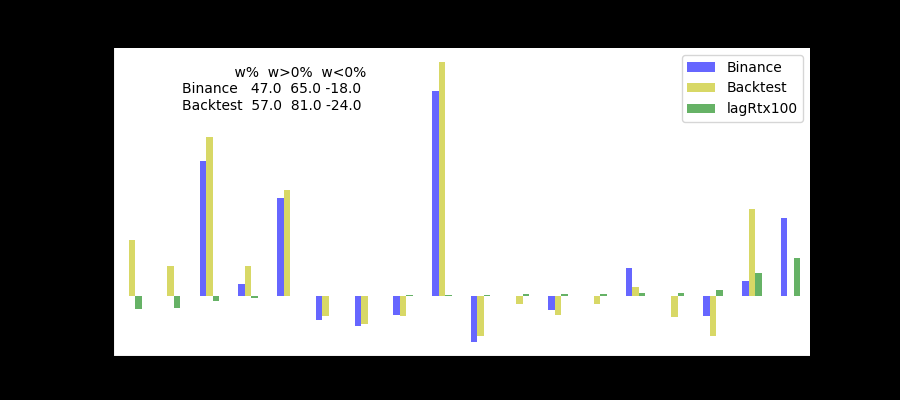 w% w>0% w<0%
Binance 47.0 65.0 -18.0
Backtest 57.0 81.0 -24.0
Binance
Backtest
lagRtx100